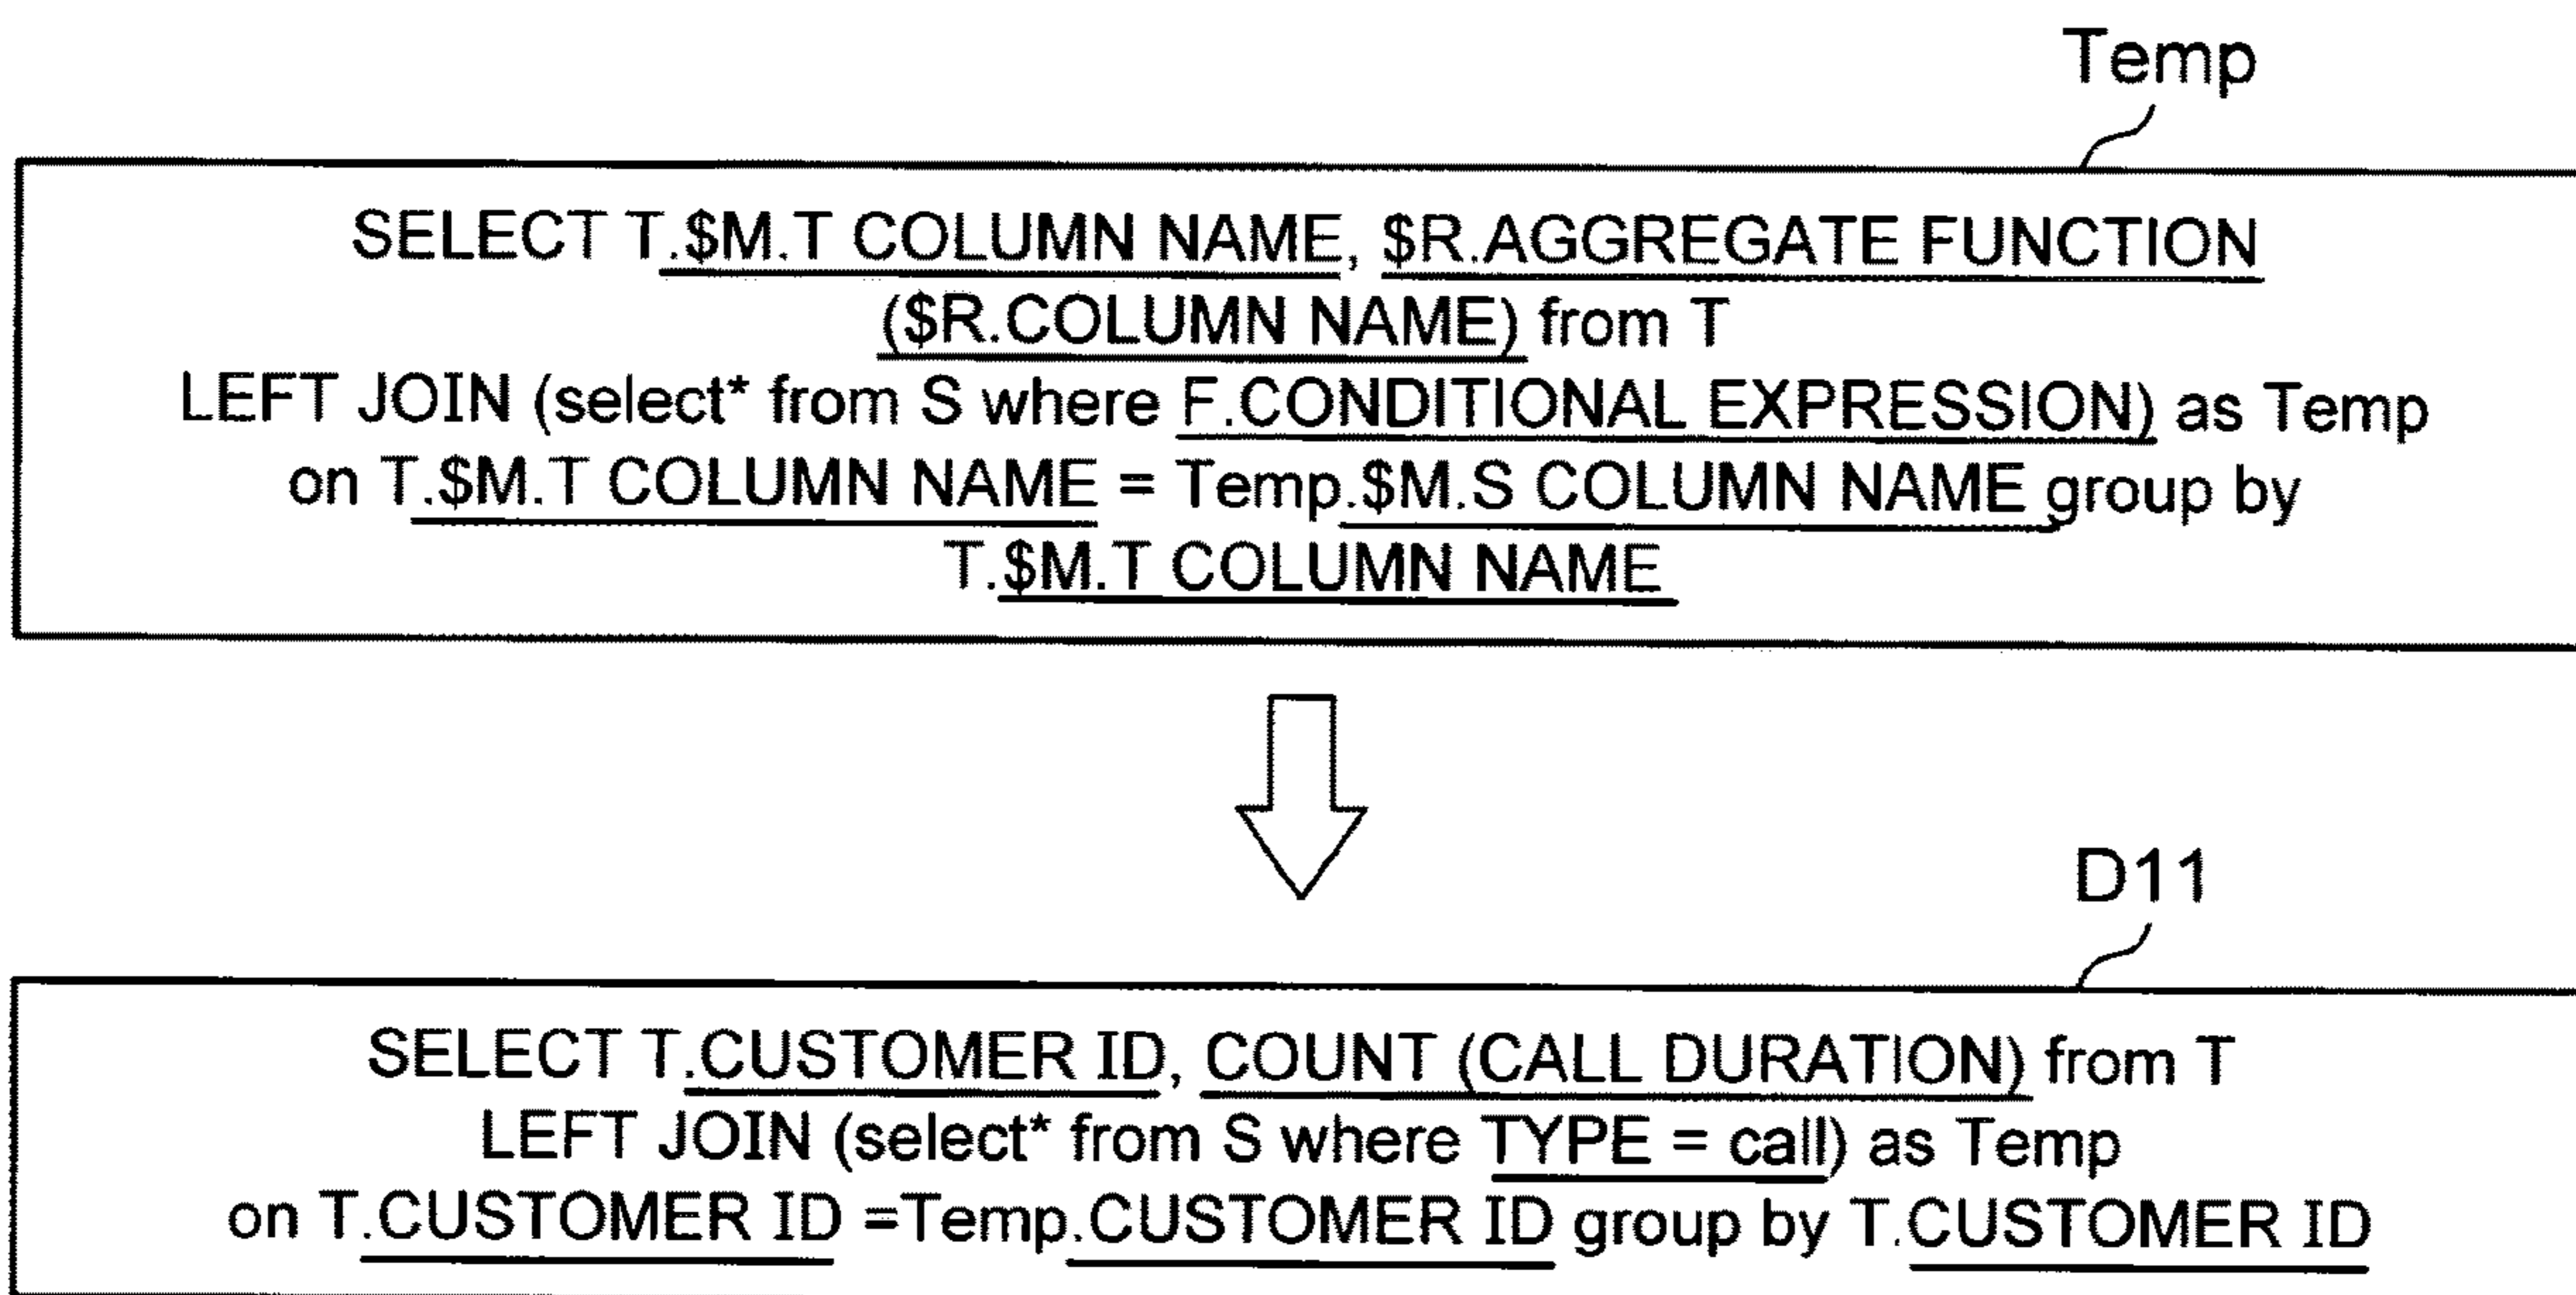 Temp
SELECT T.$M.T COLUMN NAME, $R.AGGREGATE FUNCTION
($R.COLUMN NAME) from T
LEFT JOIN (select* from S where F.CONDITIONAL EXPRESSION) as Temp
on T.$M.T COLUMN NAME = Temp.$M.S COLUMN NAME group by
T.$M.T COLUMN NAME
D11
SELECT T.CUSTOMER ID, COUNT (CALL DURATION) from T
LEFT JOIN (select* from S where TYPE = call) as Temp
on T.CUSTOMER ID =Temp.CUSTOMER ID group by T.CUSTOMER ID